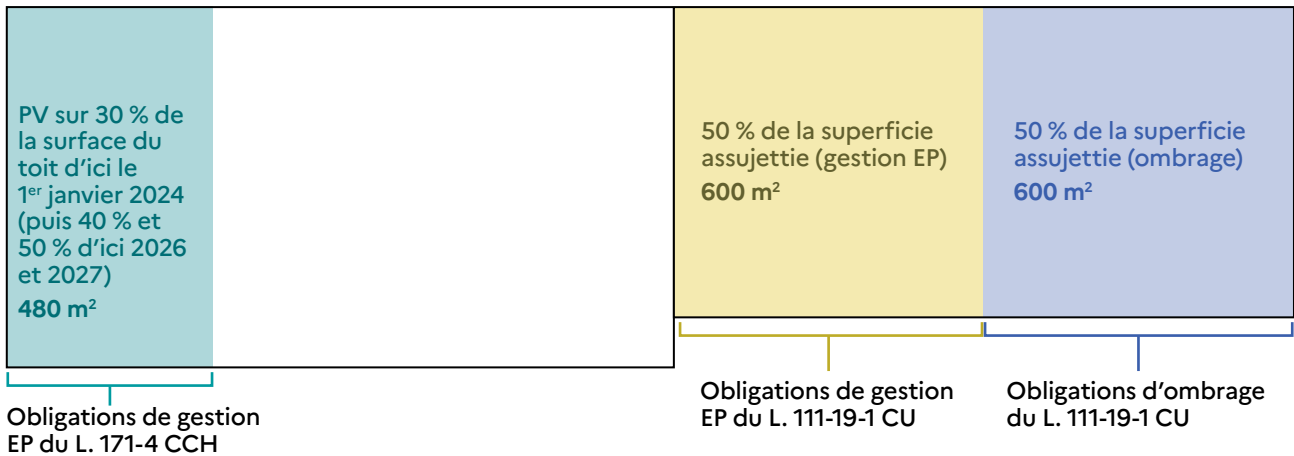 PV sur 30 % de
la surface du
toit d’ici le
1er janvier 2024
(puis 40 % et
50 % d’ici 2026
et 2027)
480 m²
50 % de la superficie
assujettie (gestion EP)
600 m²
50 % de la superficie
assujettie (ombrage)
600 m²
Obligations de gestion
EP du L. 171-4 CCH
Obligations de gestion
EP du L. 111-19-1 CU
Obligations d’ombrage
du L. 111-19-1 CU